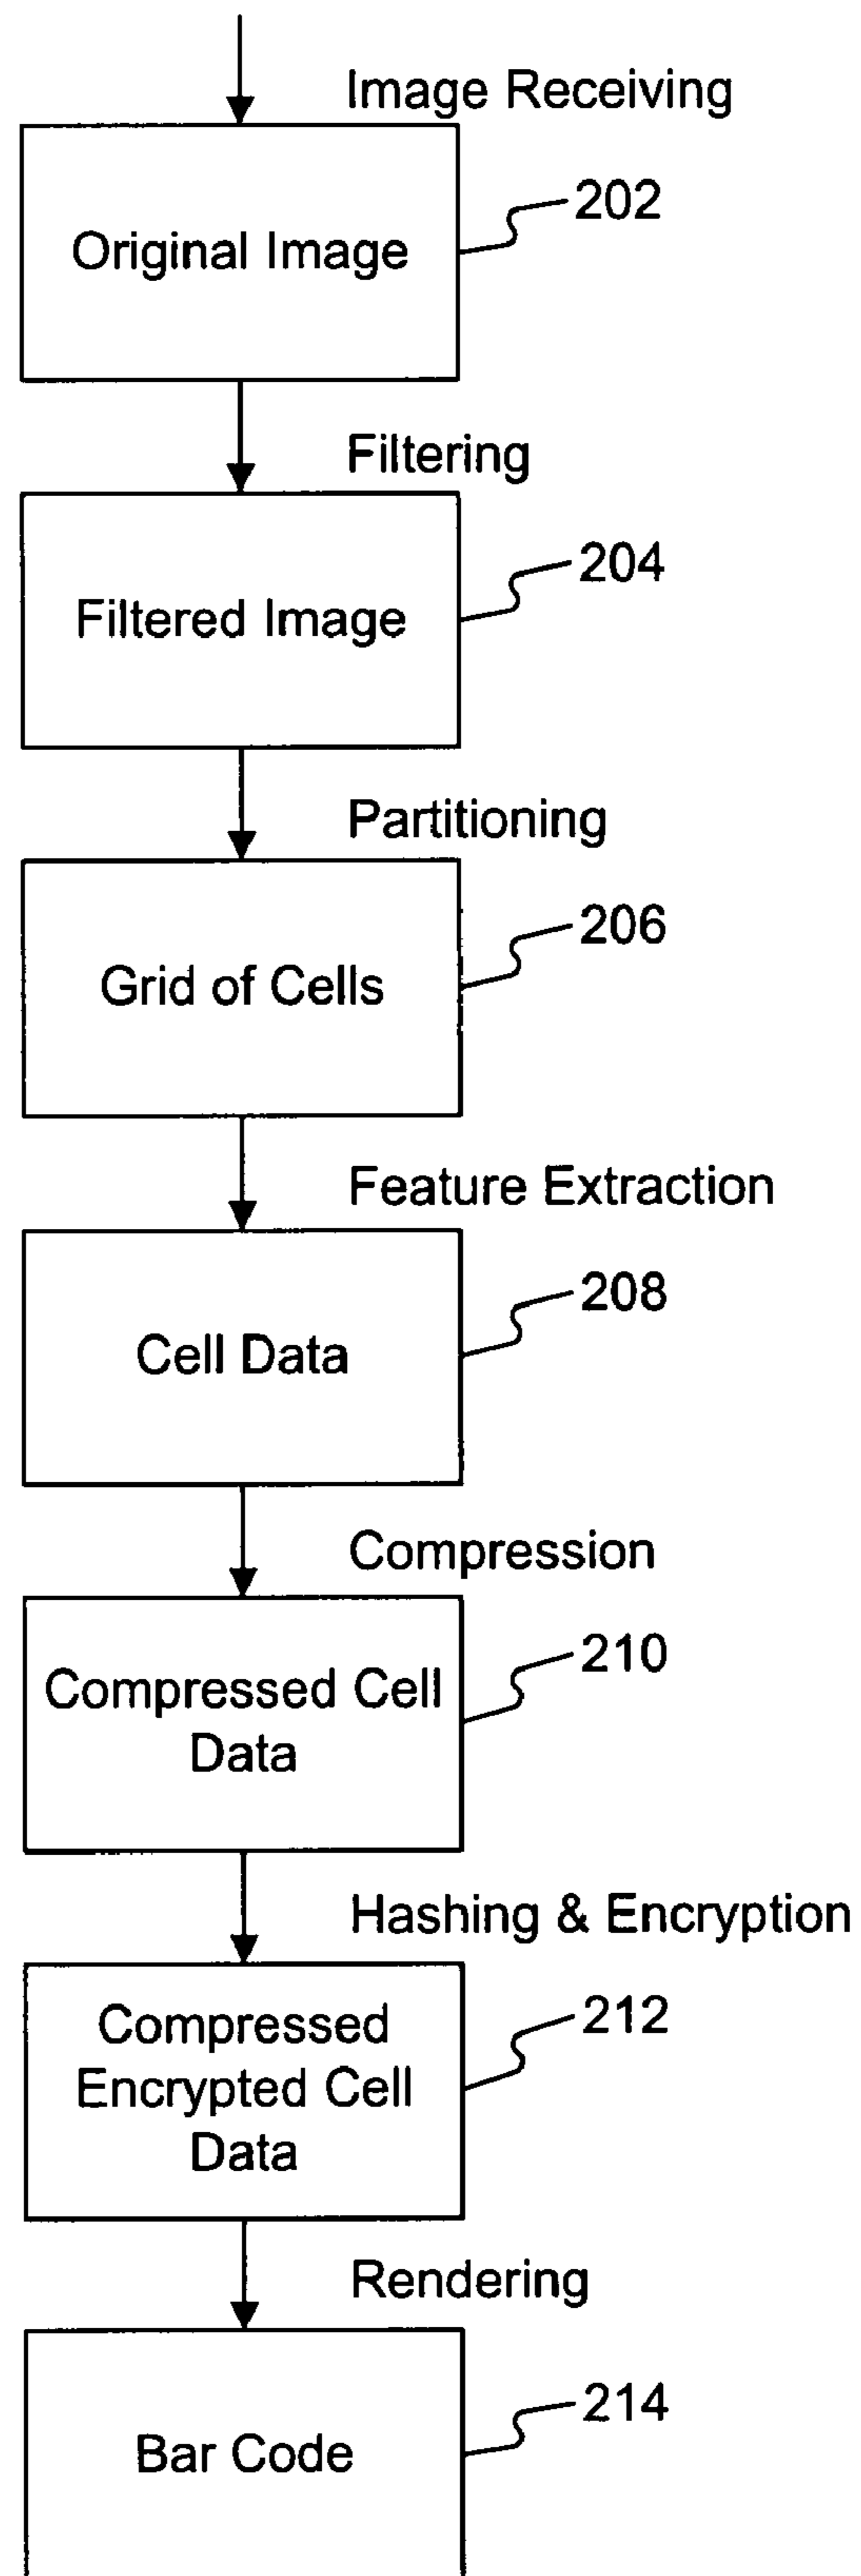 Image Receiving
202
Original Image
Filtering
204
Filtered Image
Partitioning
206
Grid of Cells
Feature Extraction
208
Cell Data
Compression
210
Compressed Cell
Data
Hashing & Encryption
212
Compressed
Encrypted Cell
Data
Rendering
214
Bar Code